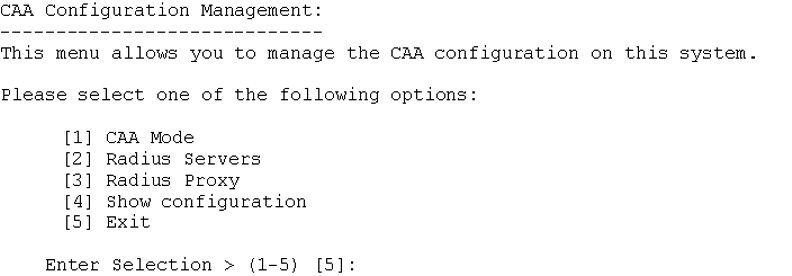 CAA Configuration Management:
-----------------------------
This menu allows you to manage the CAA configuration on this system.
Please select one of the following options:
[1] CAA Mode
[2] Radius Servers
[3] Radius Proxy
[4] Show configuration
[5] Exit
Enter Selection > (1-5) [5]: